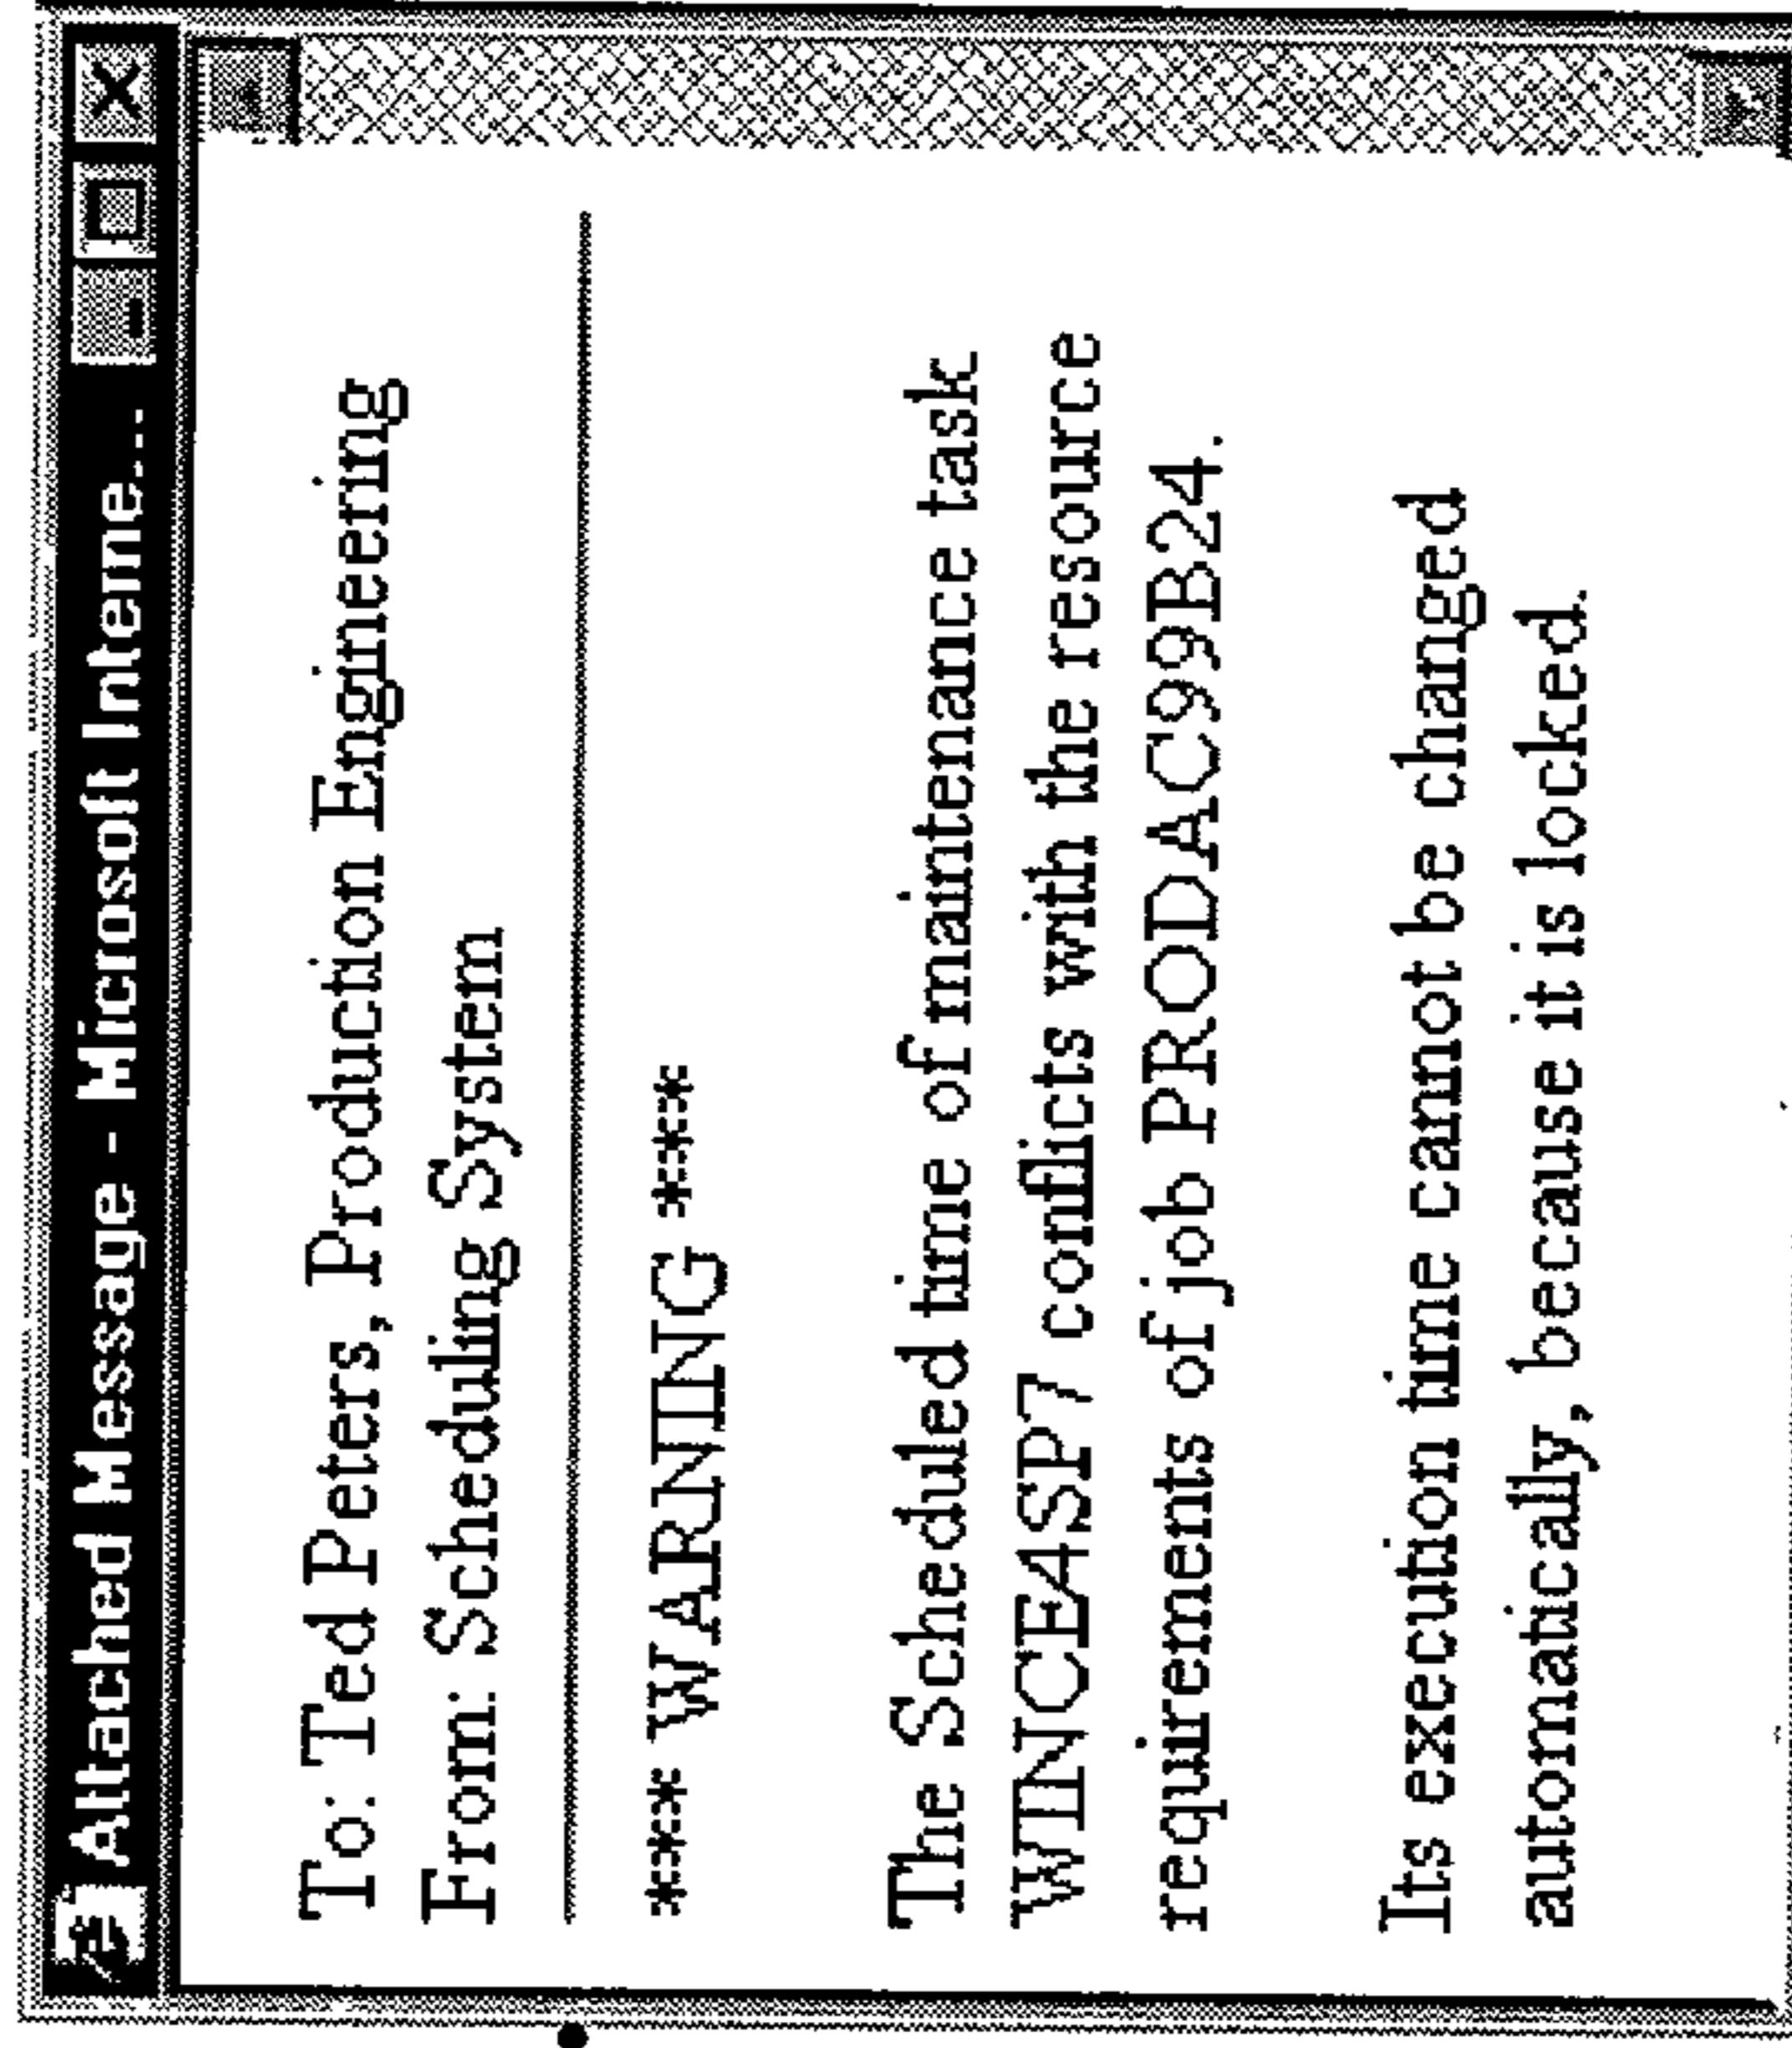 Attached Message - Microsoft Interne...
To: Ted Peters, Production Engineering
From: Scheduling System
**** WARNING ****
The Scheduled time of maintenance task
WINCE4SP7 conflicts with the resource
requirements of job PRODAC99B24.
Its execution time cannot be changed
automatically, because it is locked.